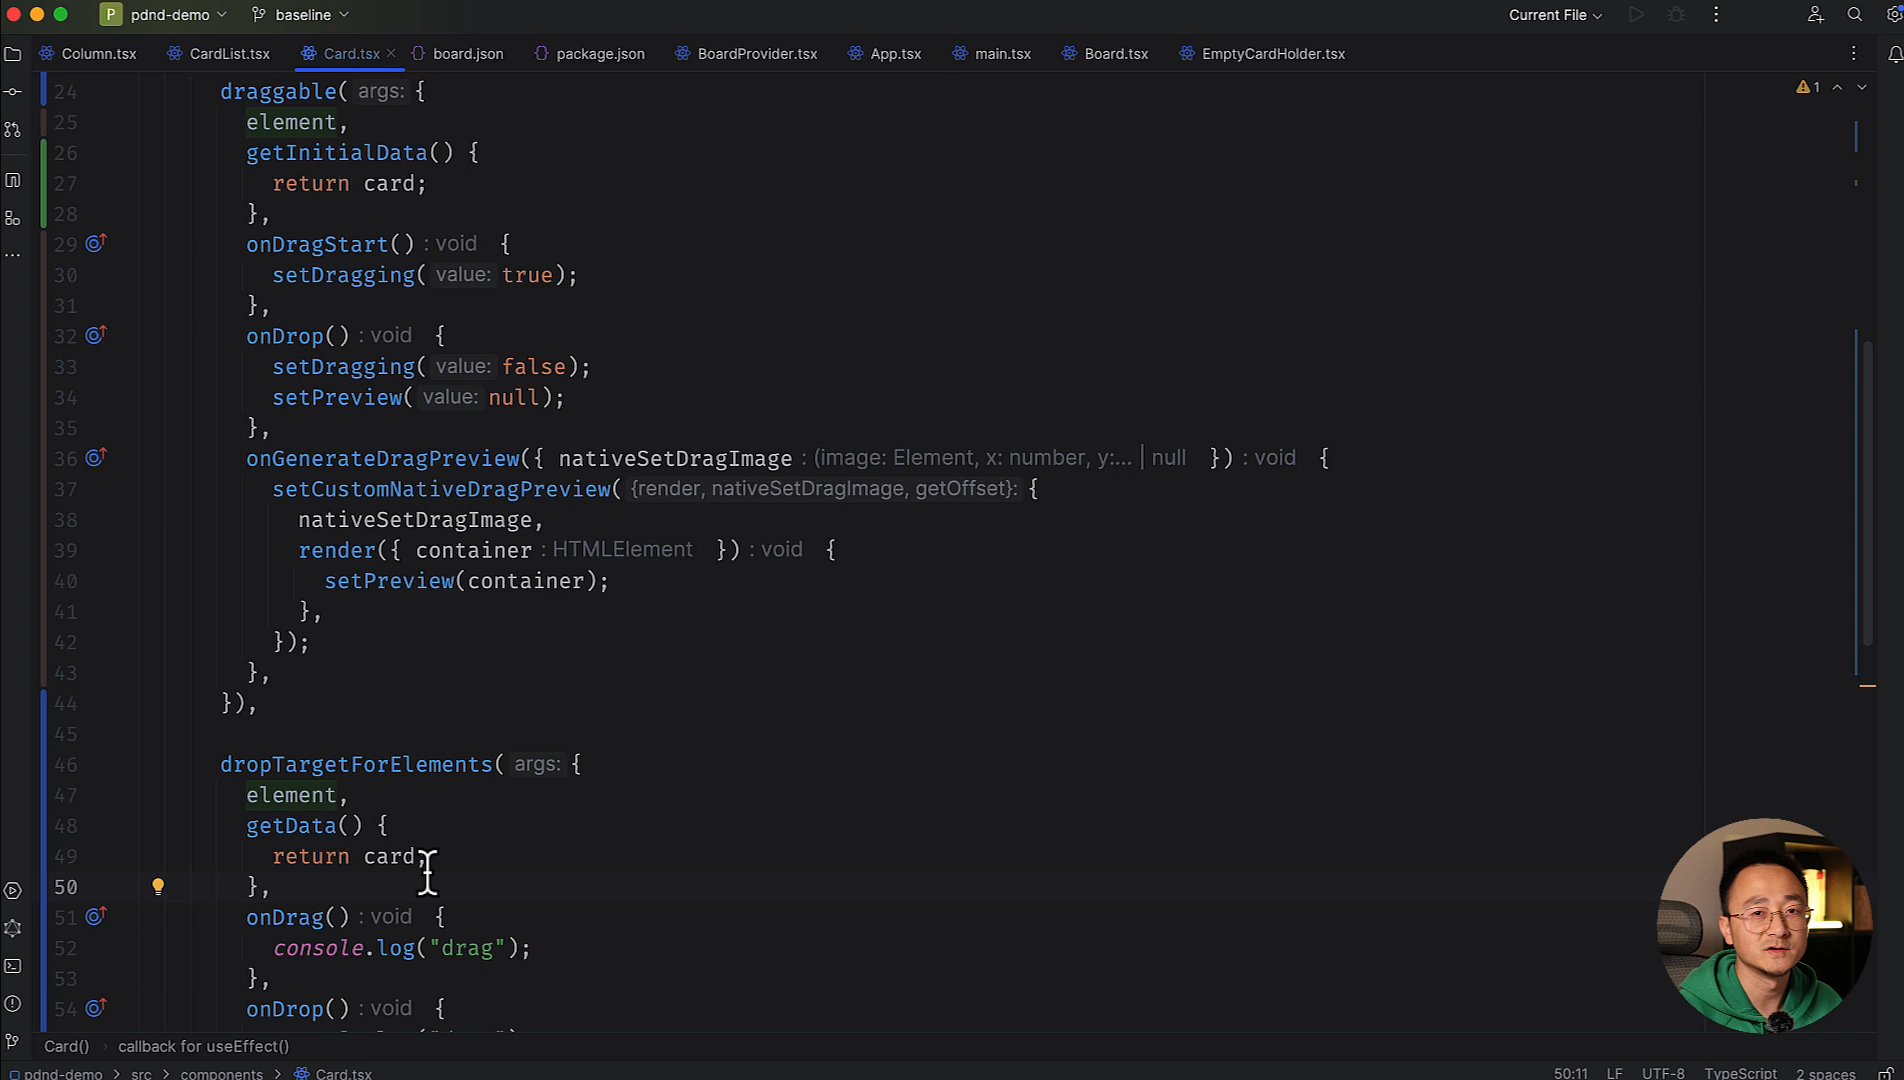 P pdnd-demo baseline Current File
Column.tsx CardList.tsx Card.tsx board.json package.json BoardProvider.tsx App.tsx main.tsx Board.tsx EmptyCardHolder.tsx
24 draggable( args: {
1
25 element,
26 getInitialData() {
27 return card;
28 },
29 onDragStart() : void {
30 setDragging( value: true);
31 },
32 onDrop() : void {
33 setDragging( value: false);
34 setPreview( value: null);
35 },
36 onGenerateDragPreview({ nativeSetDragImage : (image: Element, x: number, y:... | null }) : void {
37 setCustomNativeDragPreview( {render, nativeSetDragImage, getOffset}: {
38 nativeSetDragImage,
39 render({ container : HTMLElement }) : void {
40 setPreview(container);
41 },
42 });
43 },
44 }),
45
46 dropTargetForElements( args: {
47 element,
48 getData() {
49 return card;
50 },
51 onDrag() : void {
52 console.log("drag");
53 },
54 onDrop() : void {
Card() › callback for useEffect()
pdnd-demo > src > components > Card.tsx 50:11 LF UTF-8 TypeScript 2 spaces